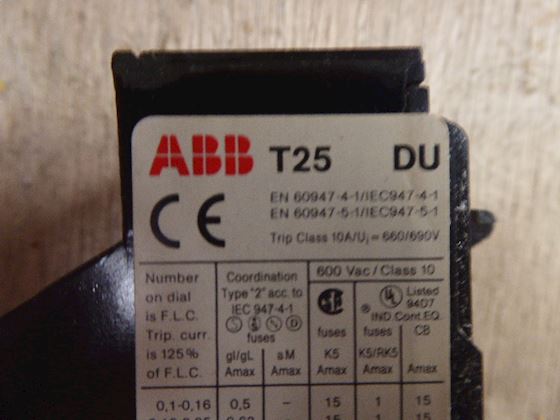 ABB T25 DU
CE
EN 60947-4-1/IEC947-4-1
EN 60947-5-1/IEC947-5-1
Trip Class 10A/Ui = 660/690V
Number
on dial
is F.L.C.
Trip. curr.
is 125%
of F.L.C.
Coordination
Type "2" acc. to
IEC 947-4-1
fuses
gl/gL aM
Amax Amax
600 Vac / Class 10
Listed
94D7
IND.Cont.EQ.
fuses fuses CB
K5 K5/RK5
Amax Amax Amax
0,1-0,16 0,5 – 15 1 15